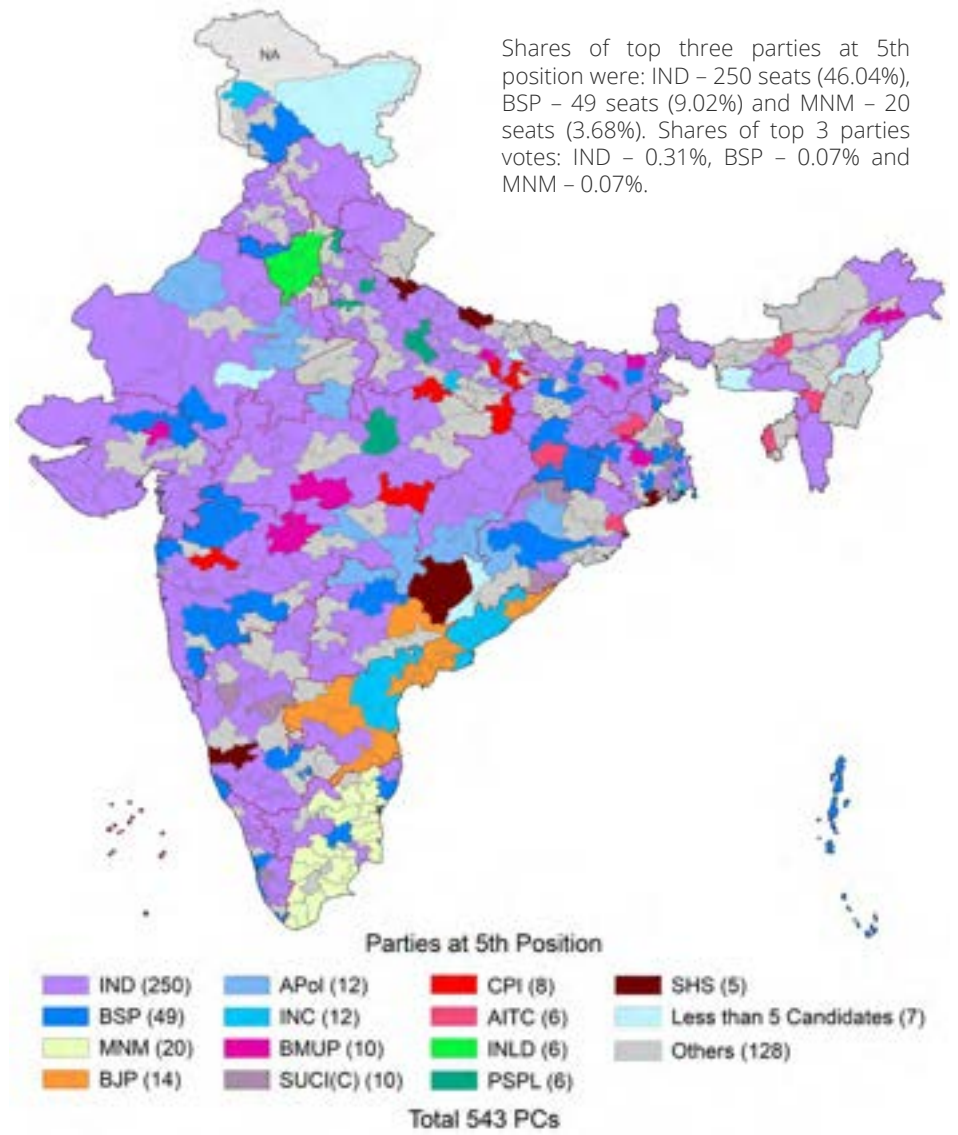 NA
Shares of top three parties at 5th
position were: IND – 250 seats (46.04%),
BSP – 49 seats (9.02%) and MNM – 20
seats (3.68%). Shares of top 3 parties
votes: IND – 0.31%, BSP – 0.07% and
MNM – 0.07%.
Parties at 5th Position
IND (250)
BSP (49)
MNM (20)
BJP (14)
APol (12)
INC (12)
BMUP (10)
SUCI(C) (10)
CPI (8)
AITC (6)
INLD (6)
PSPL (6)
SHS (5)
Less than 5 Candidates (7)
Others (128)
Total 543 PCs